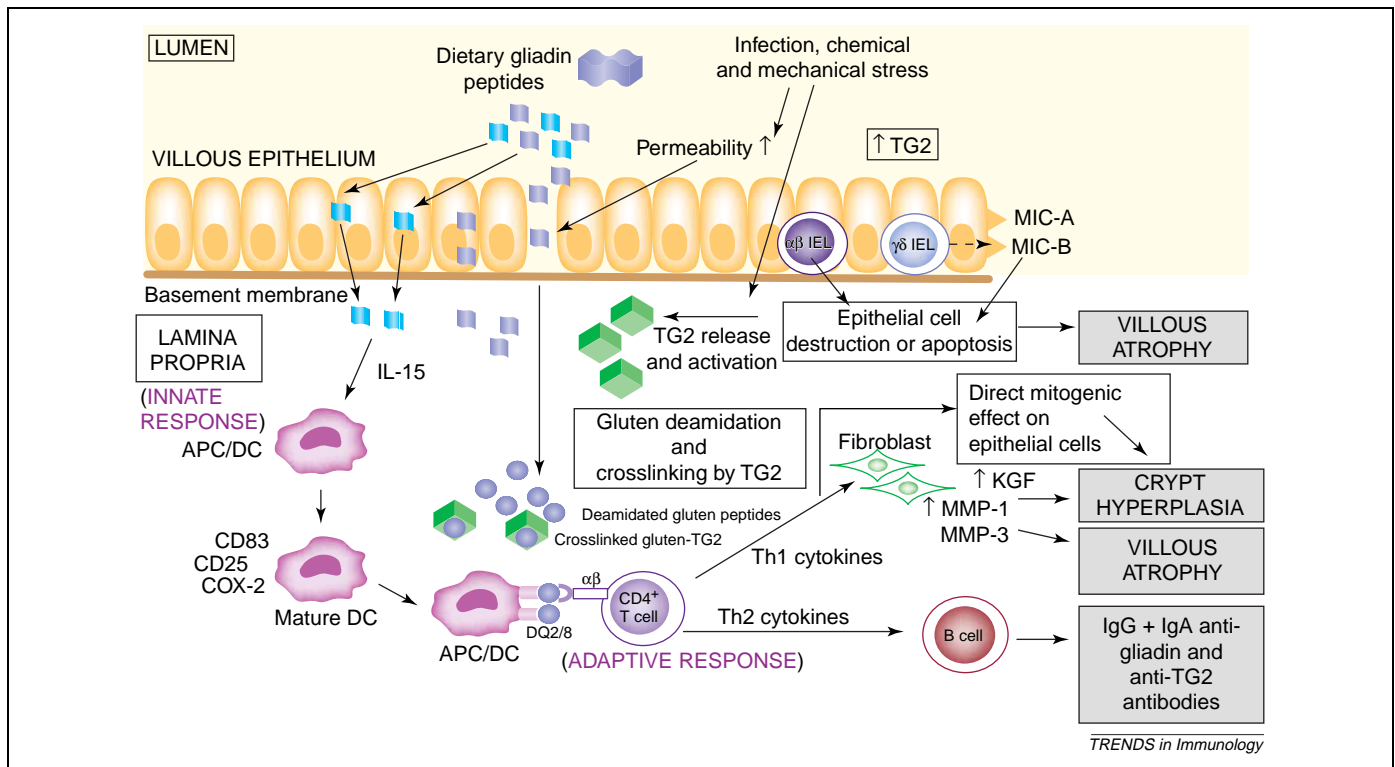 LUMEN
Dietary gliadin
peptides
Infection, chemical
and mechanical stress
Permeability ↑
↑ TG2
VILLOUS EPITHELIUM
αβ IEL
γδ IEL
MIC-A
MIC-B
Basement membrane
LAMINA
PROPRIA
(INNATE
RESPONSE)
IL-15
APC/DC
TG2 release
and activation
Epithelial cell
destruction or apoptosis
VILLOUS
ATROPHY
Gluten deamidation
and
crosslinking by TG2
Direct mitogenic
effect on
epithelial cells
Fibroblast
↑ KGF
↑ MMP-1
MMP-3
CRYPT
HYPERPLASIA
VILLOUS
ATROPHY
Deamidated gluten peptides
Crosslinked gluten-TG2
CD83
CD25
COX-2
Mature DC
APC/DC
DQ2/8
αβ
CD4+
T cell
Th1 cytokines
Th2 cytokines
(ADAPTIVE RESPONSE)
B cell
IgG + IgA anti-
gliadin and
anti-TG2
antibodies
TRENDS in Immunology